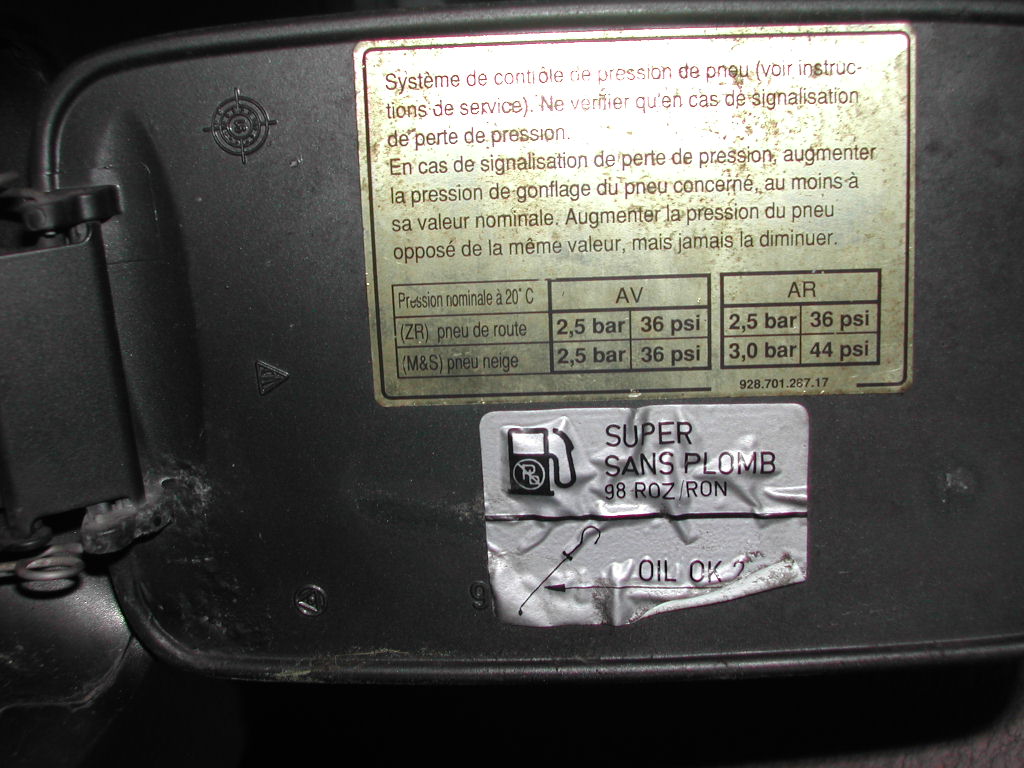 Système de contrôle de pression de pneu (voir instruc-
tions de service). Ne verifier qu'en cas de signalisation
de perte de pression.
En cas de signalisation de perte de pression, augmenter
la pression de gonflage du pneu concerné, au moins à
sa valeur nominale. Augmenter la pression du pneu
opposé de la même valeur, mais jamais la diminuer.
Pression nominale à 20°C AV AR
(ZR) pneu de route 2,5 bar 36 psi 2,5 bar 36 psi
(M&S) pneu neige 2,5 bar 36 psi 3,0 bar 44 psi
928.701.267.17
SUPER
SANS PLOMB
98 ROZ/RON
OIL OK ?
9